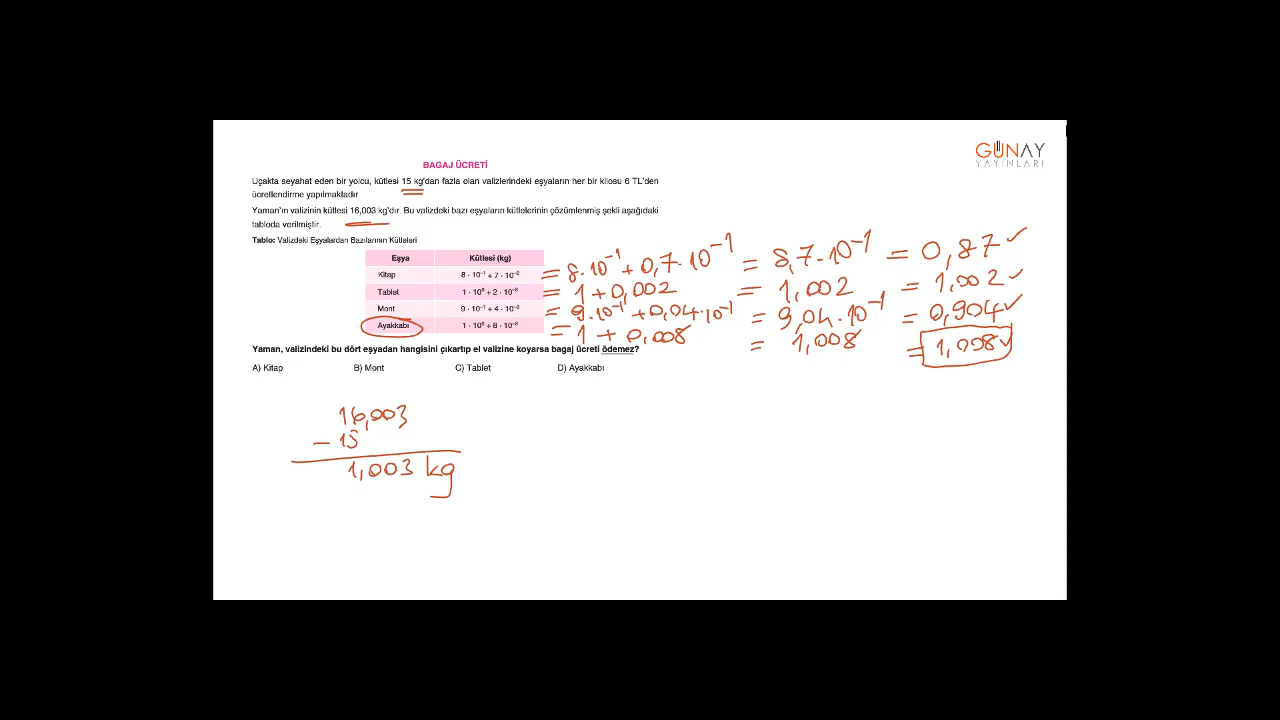 GÜNAY
YAYINLARI
BAGAJ ÜCRETİ
Uçakta seyahat eden bir yolcu, kütlesi 15 kg'dan fazla olan valizlerindeki eşyaların her bir kilosu 6 TL'den
ücretlendirme yapılmaktadır.
Yaman'ın valizinin kütlesi 16,003 kg'dır. Bu valizdeki bazı eşyaların kütlelerinin çözümlenmiş şekli aşağıdaki
tabloda verilmiştir.
Tablo: Valizdeki Eşyalardan Bazılarının Kütleleri
Eşya Kütlesi (kg)
Kitap 8 · 10⁻¹ + 7 · 10⁻² = 8·10⁻¹ + 0,7·10⁻¹ = 8,7·10⁻¹ = 0,87 ✓
Tablet 1 · 10⁰ + 2 · 10⁻³ = 1 + 0,002 = 1,002 = 1,002 ✓
Mont 9 · 10⁻¹ + 4 · 10⁻³ = 9·10⁻¹ + 0,04·10⁻¹ = 9,04·10⁻¹ = 0,904 ✓
Ayakkabı 1 · 10⁰ + 8 · 10⁻³ = 1 + 0,008 = 1,008 = 1,008 ✓
Yaman, valizindeki bu dört eşyadan hangisini çıkartıp el valizine koyarsa bagaj ücreti ödemez?
A) Kitap B) Mont C) Tablet D) Ayakkabı
16,003
- 15
1,003 kg